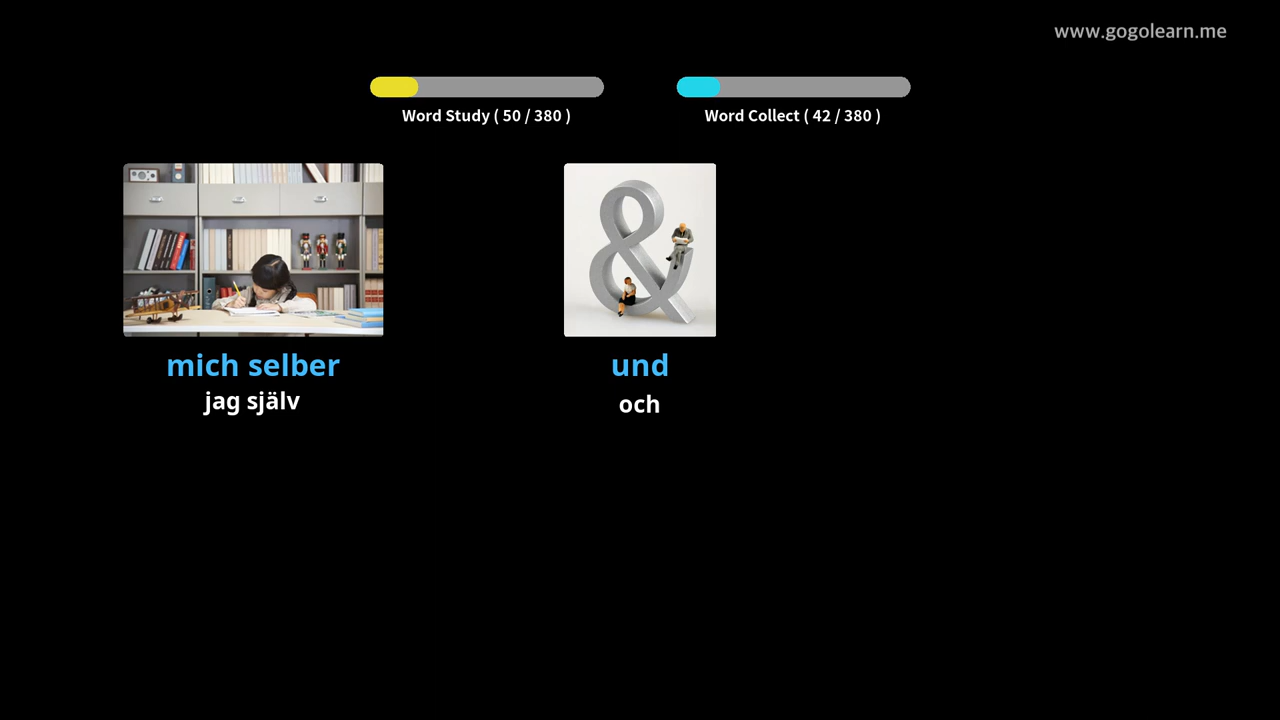 www.gogolearn.me
Word Study ( 50 / 380 )
Word Collect ( 42 / 380 )
mich selber
jag själv
und
och